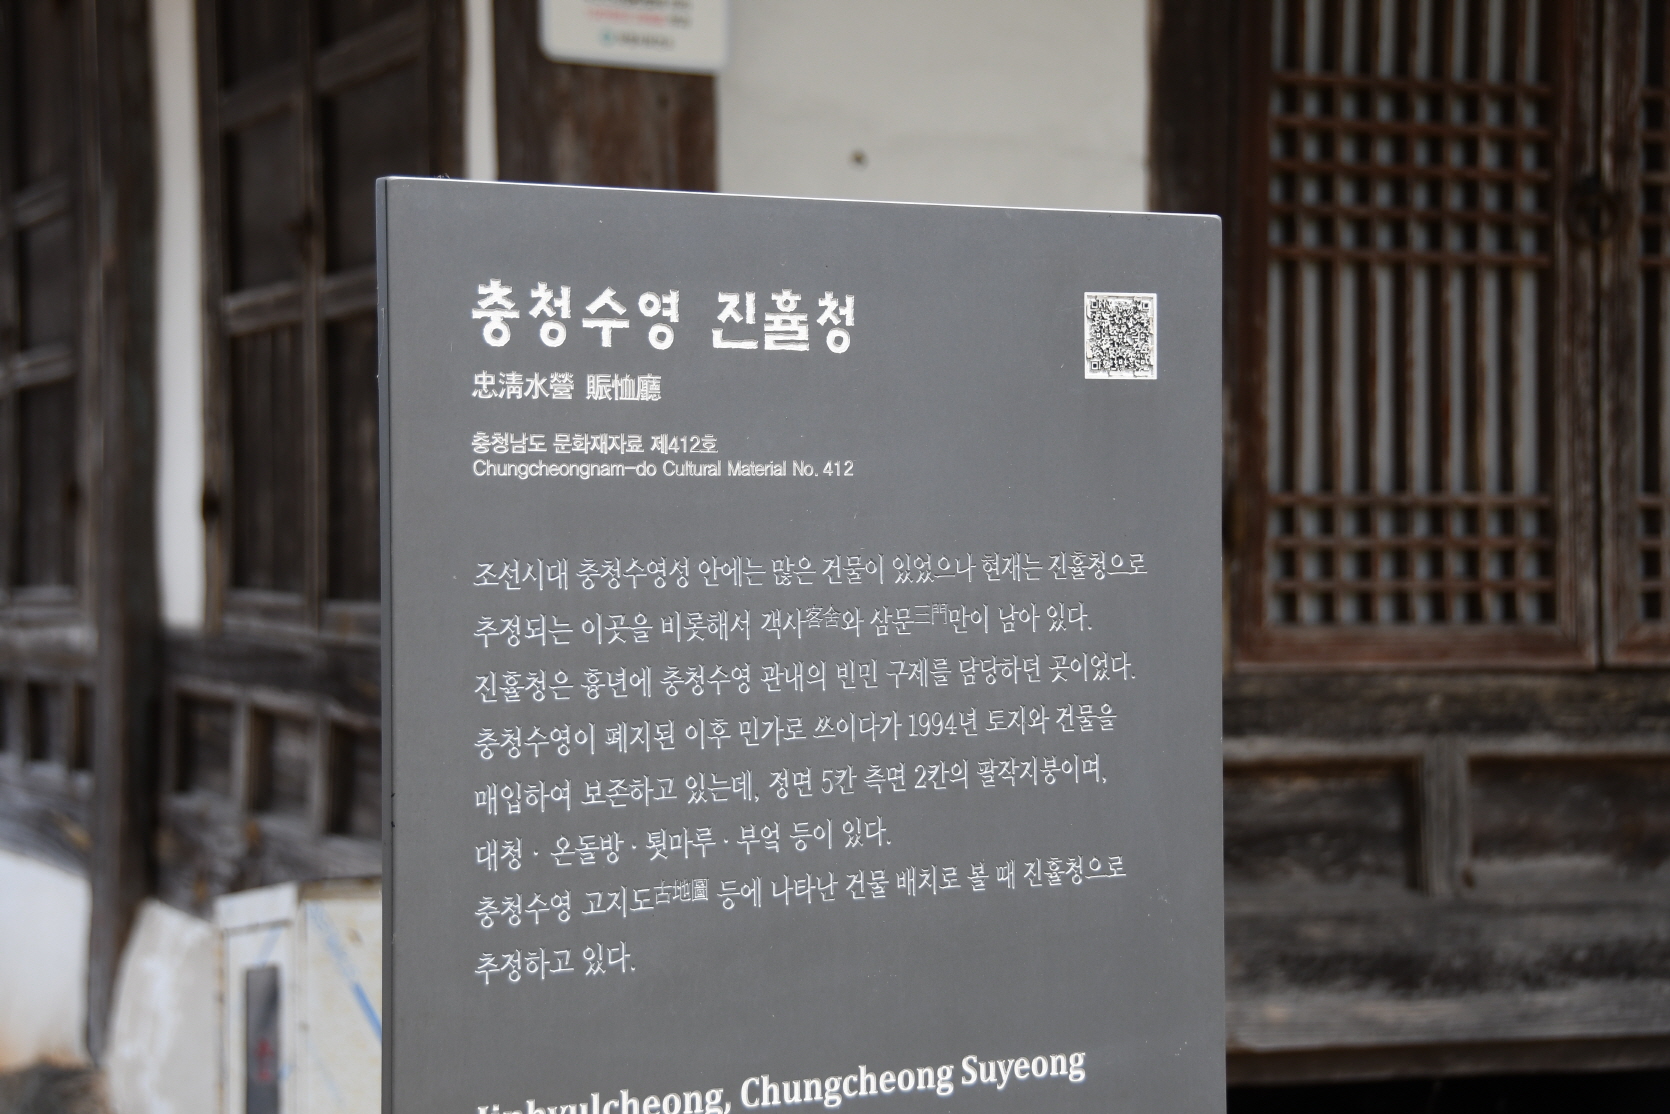 충청수영 진휼청
忠淸水營 賑恤廳
충청남도 문화재자료 제412호
Chungcheongnam-do Cultural Material No. 412
조선시대 충청수영성 안에는 많은 건물이 있었으나 현재는 진휼청으로
추정되는 이곳을 비롯해서 객사客舍와 삼문三門만이 남아 있다.
진휼청은 흉년에 충청수영 관내의 빈민 구제를 담당하던 곳이었다.
충청수영이 폐지된 이후 민가로 쓰이다가 1994년 토지와 건물을
매입하여 보존하고 있는데, 정면 5칸 측면 2칸의 팔작지붕이며,
대청 · 온돌방 · 툇마루 · 부엌 등이 있다.
충청수영 고지도古地圖 등에 나타난 건물 배치로 볼 때 진휼청으로
추정하고 있다.
Jinhyulcheong, Chungcheong Suyeong